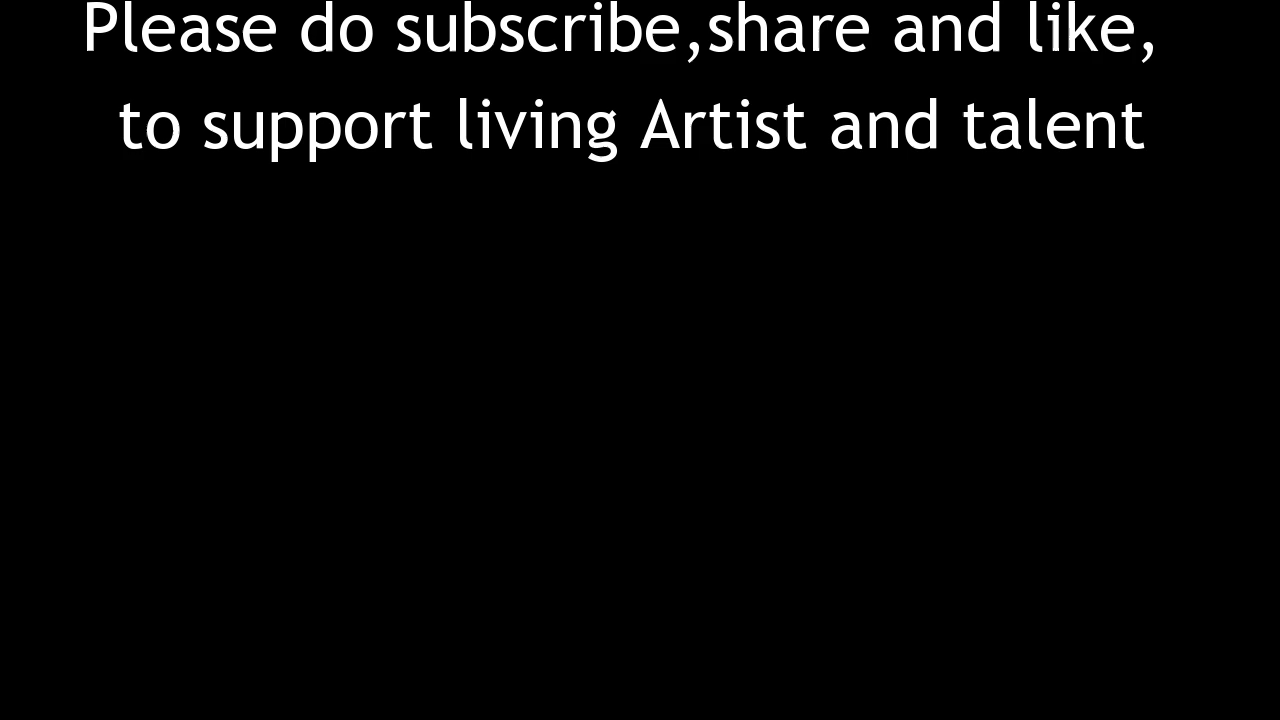 Please do subscribe,share and like,
to support living Artist and talent